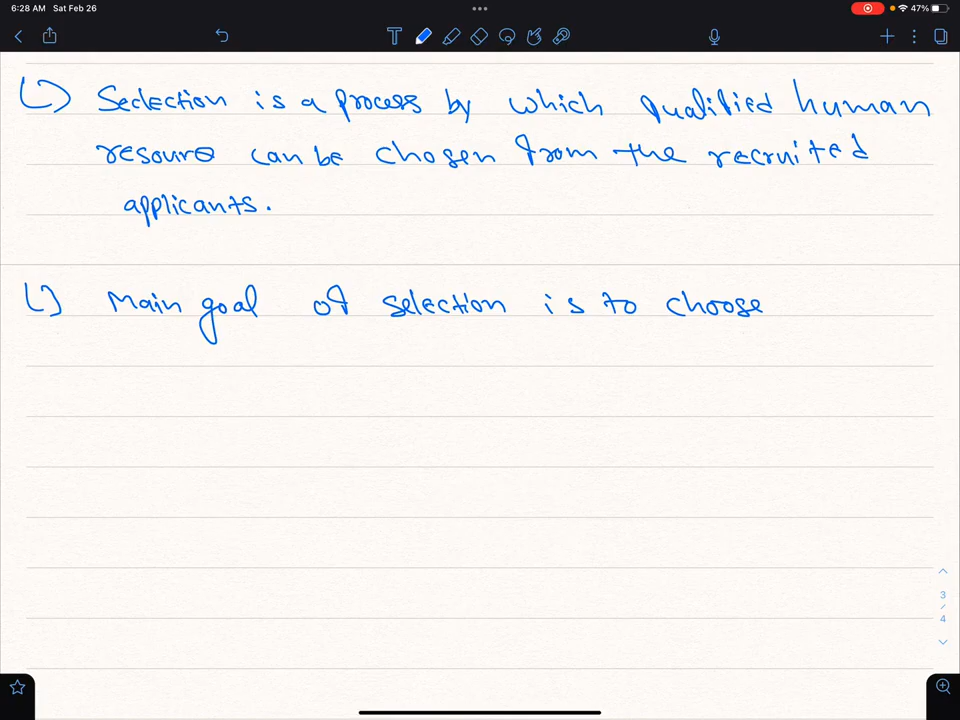 6:28 AM Sat Feb 26
47%
Seclection is a process by which qualified human
resource can be chosen from the recruited
applicants.
Main goal of selection is to choose
3
/
4